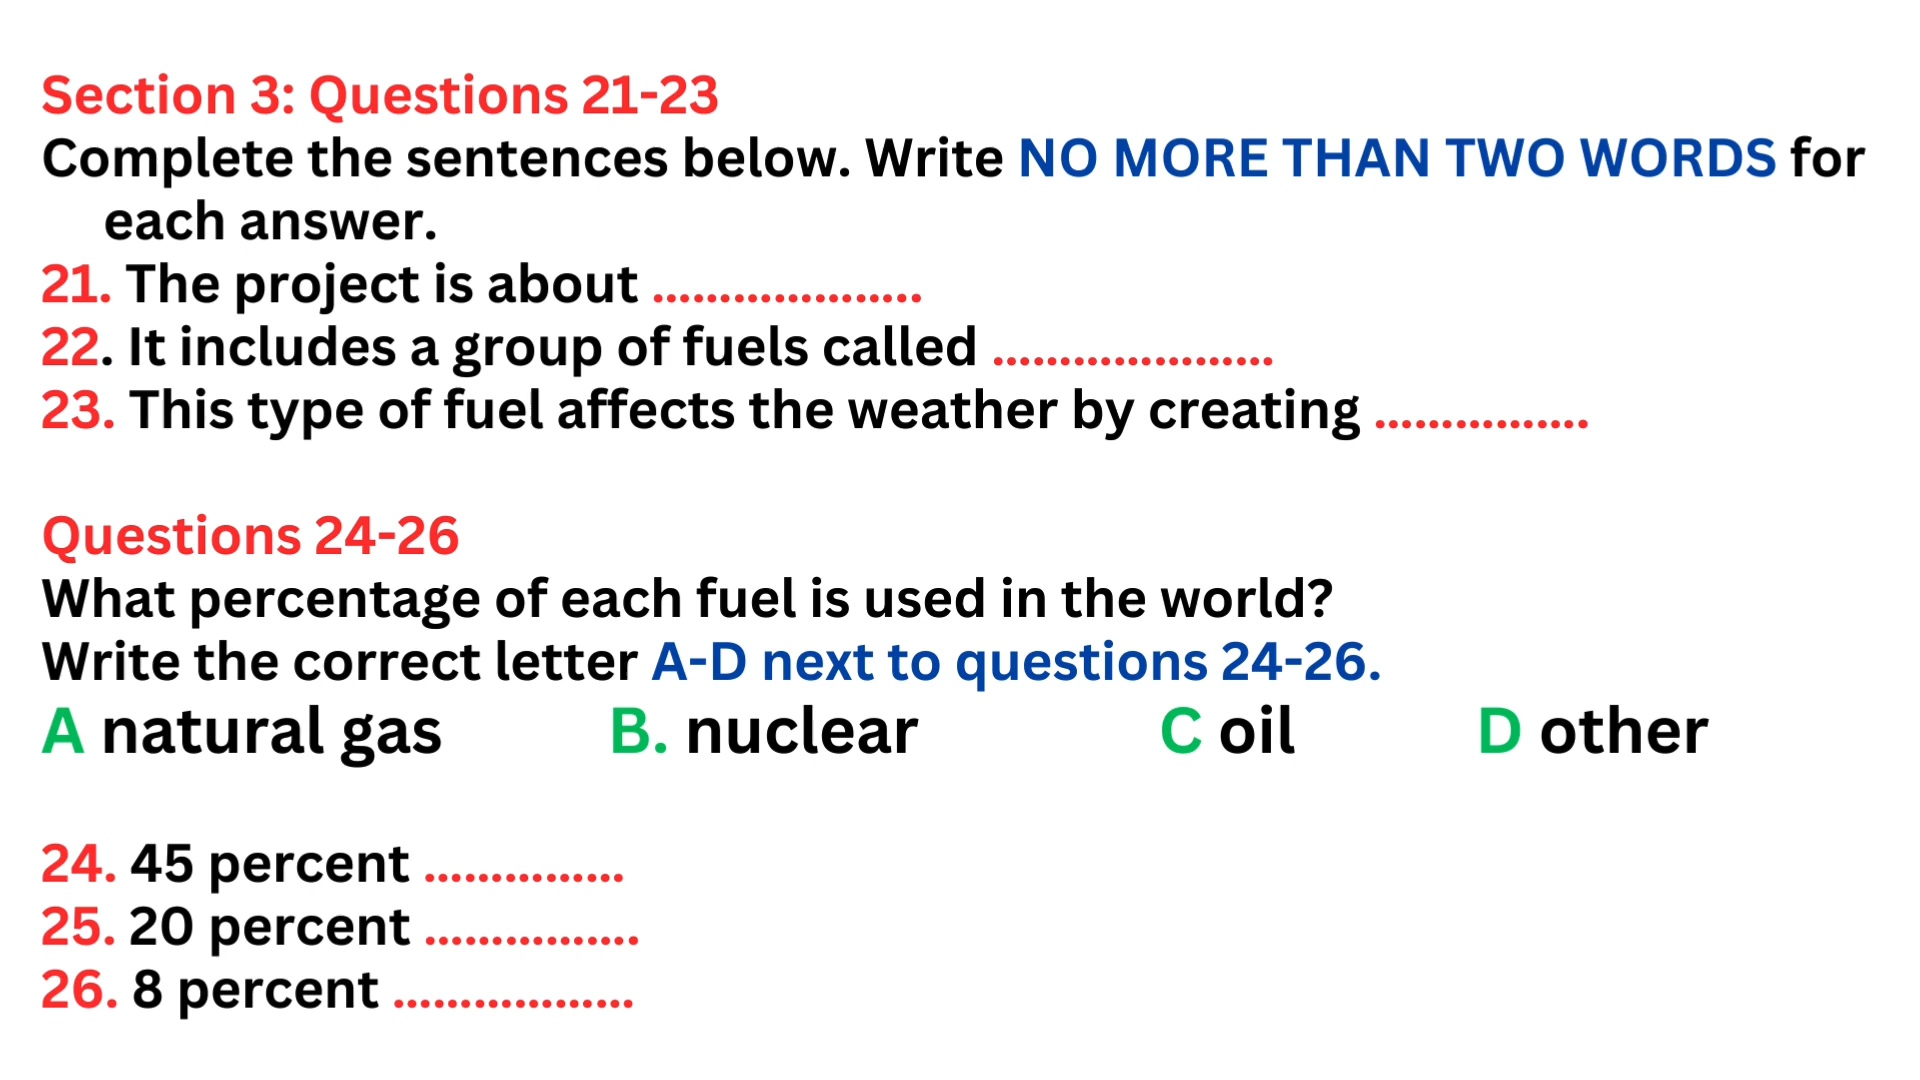 Section 3: Questions 21-23
Complete the sentences below. Write NO MORE THAN TWO WORDS for
each answer.
21. The project is about ....................
22. It includes a group of fuels called .....................
23. This type of fuel affects the weather by creating ................
Questions 24-26
What percentage of each fuel is used in the world?
Write the correct letter A-D next to questions 24-26.
A natural gas B. nuclear C oil D other
24. 45 percent ...............
25. 20 percent ................
26. 8 percent ..................